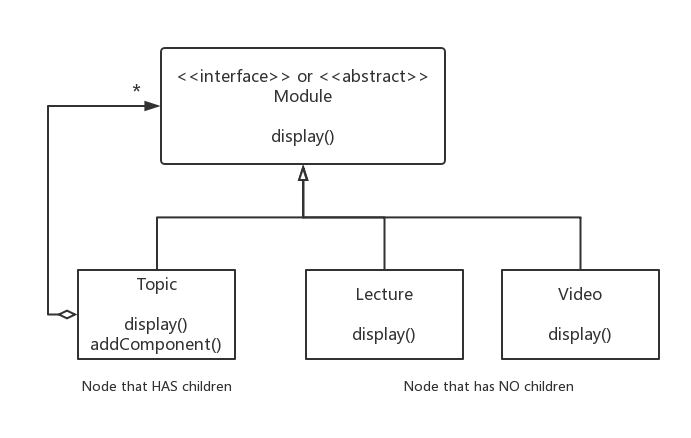 <<interface>> or <<abstract>>
Module
*
display()
Topic
display()
addComponent()
Lecture
display()
Video
display()
Node that HAS children
Node that has NO children